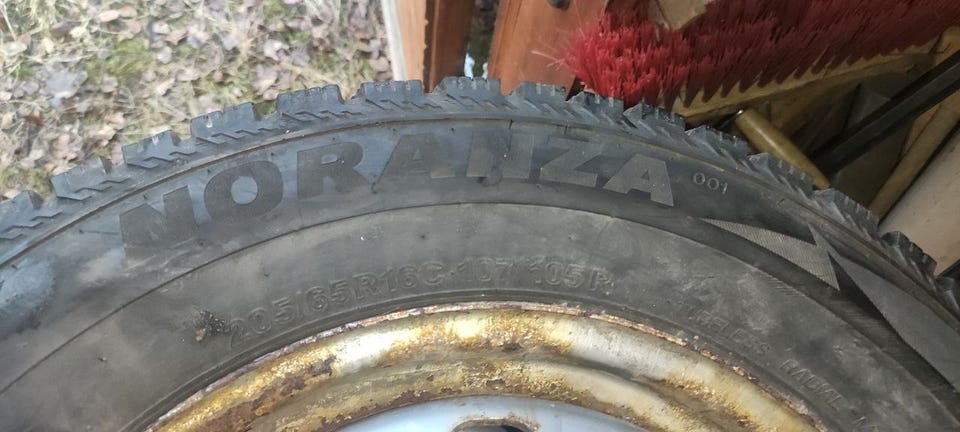 NORANZA 001
205/65R16C 107/105R
TUBELESS RADIAL